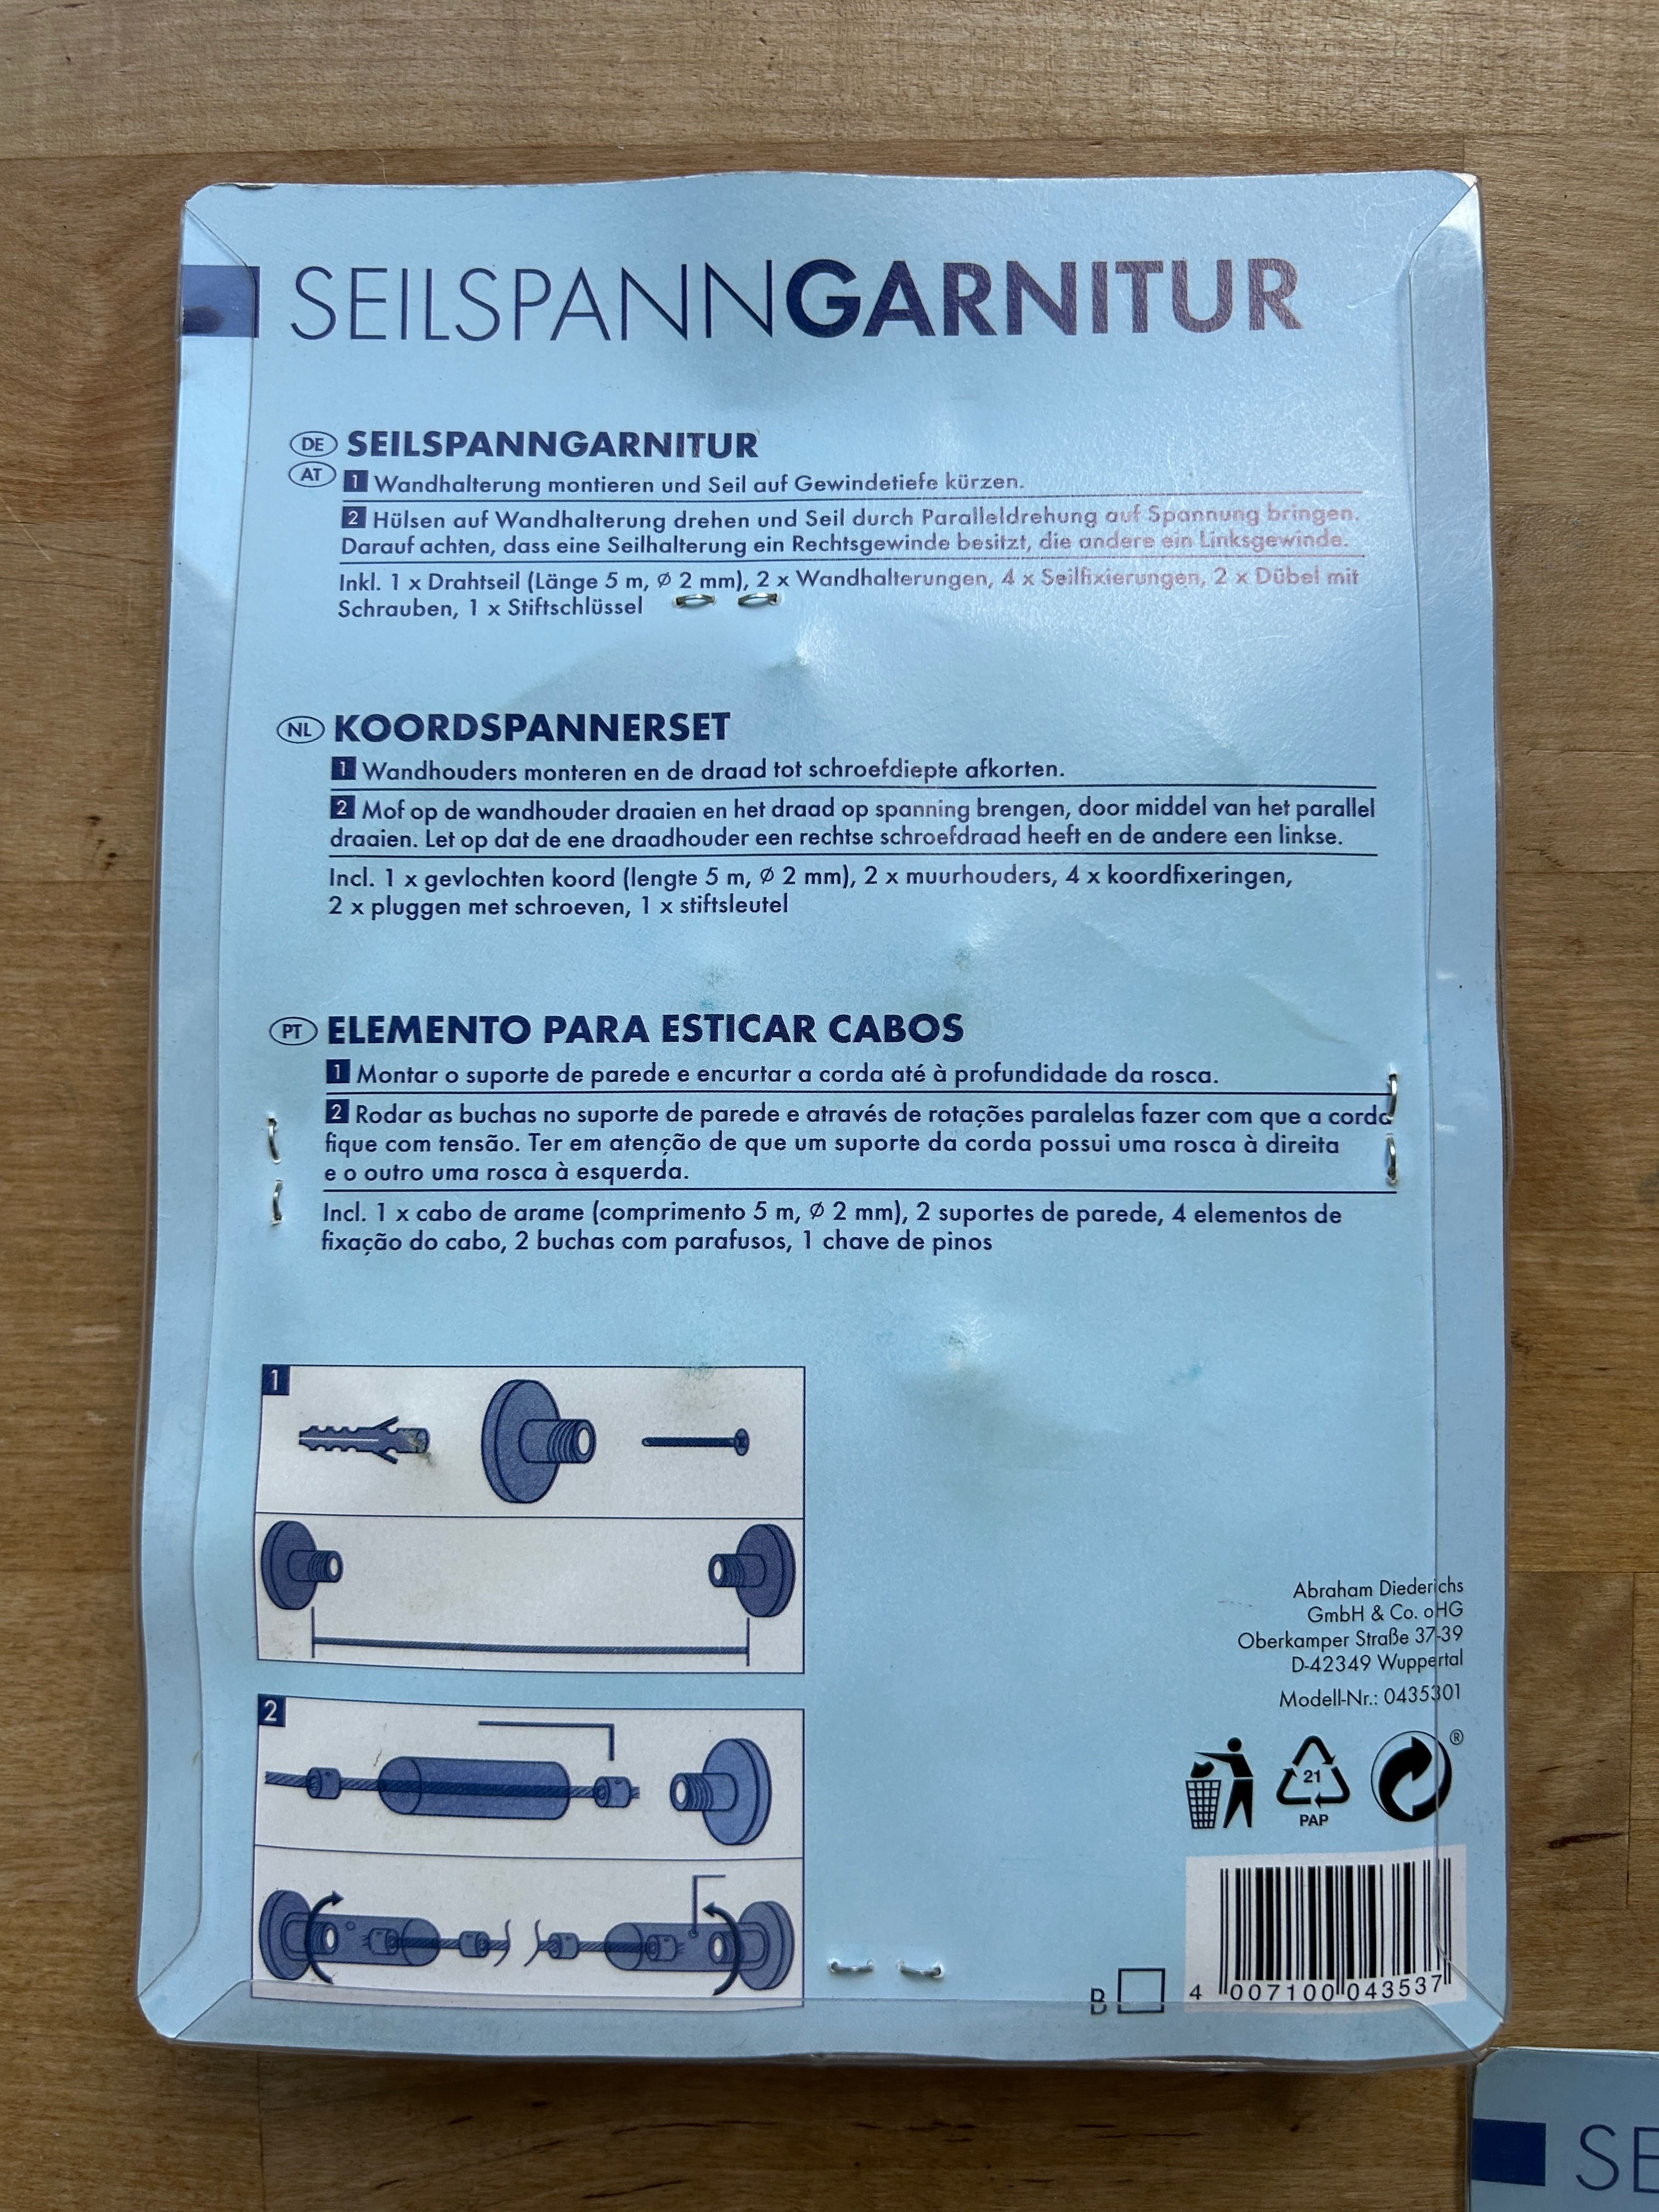 SEILSPANNGARNITUR
DE SEILSPANNGARNITUR
AT 1 Wandhalterung montieren und Seil auf Gewindetiefe kürzen.
2 Hülsen auf Wandhalterung drehen und Seil durch Paralleldrehung auf Spannung bringen.
Darauf achten, dass eine Seilhalterung ein Rechtsgewinde besitzt, die andere ein Linksgewinde.
Inkl. 1 x Drahtseil (Länge 5 m, Ø 2 mm), 2 x Wandhalterungen, 4 x Seilfixierungen, 2 x Dübel mit
Schrauben, 1 x Stiftschlüssel
NL KOORDSPANNERSET
1 Wandhouders monteren en de draad tot schroefdiepte afkorten.
2 Mof op de wandhouder draaien en het draad op spanning brengen, door middel van het parallel
draaien. Let op dat de ene draadhouder een rechtse schroefdraad heeft en de andere een linkse.
Incl. 1 x gevlochten koord (lengte 5 m, Ø 2 mm), 2 x muurhouders, 4 x koordfixeringen,
2 x pluggen met schroeven, 1 x stiftsleutel
PT ELEMENTO PARA ESTICAR CABOS
1 Montar o suporte de parede e encurtar a corda até à profundidade da rosca.
2 Rodar as buchas no suporte de parede e através de rotações paralelas fazer com que a corda
fique com tensão. Ter em atenção de que um suporte da corda possui uma rosca à direita
e o outro uma rosca à esquerda.
Incl. 1 x cabo de arame (comprimento 5 m, Ø 2 mm), 2 suportes de parede, 4 elementos de
fixação do cabo, 2 buchas com parafusos, 1 chave de pinos
1
2
Abraham Diederichs
GmbH & Co. oHG
Oberkamper Straße 37-39
D-42349 Wuppertal
Modell-Nr.: 0435301
®
21
PAP
B
4 007100 043537
SE